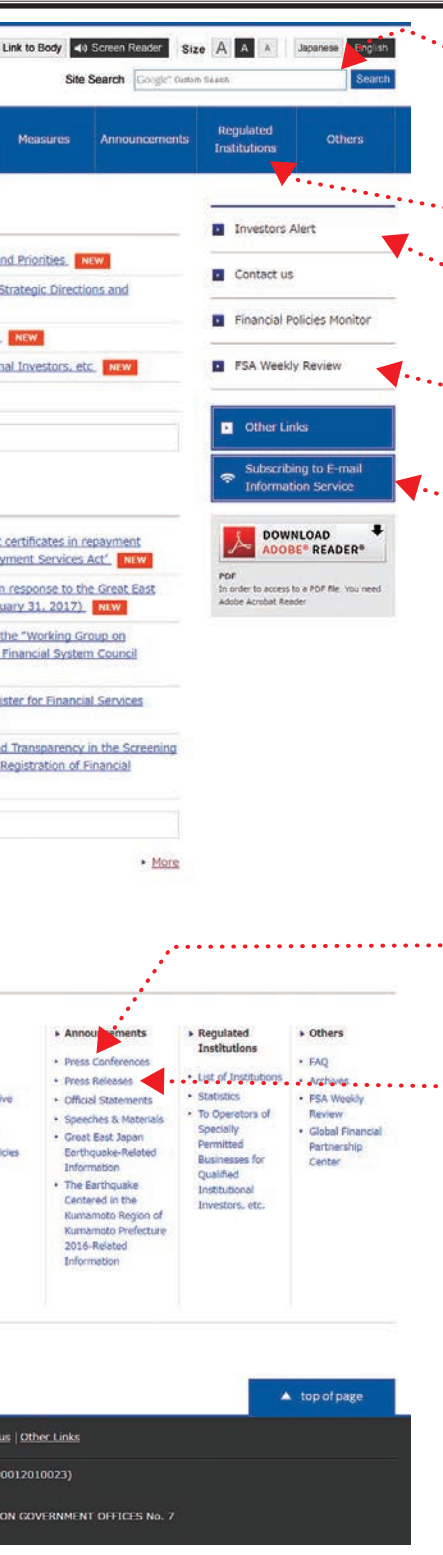 Link to Body Screen Reader Size A A A Japanese English
Site Search Google™ Custom Search Search
Measures Announcements Regulated Institutions Others
Investors Alert
nd Priorities NEW
Contact us
Strategic Directions and
Financial Policies Monitor
NEW
nal Investors, etc NEW
FSA Weekly Review
Other Links
Subscribing to E-mail
Information Service
certificates in repayment
yment Services Act' NEW
n response to the Great East
uary 31, 2017) NEW
the "Working Group on
Financial System Council
ister for Financial Services
d Transparency in the Screening
Registration of Financial
More
DOWNLOAD
ADOBE® READER®
PDF
In order to access to a PDF file. You need
Adobe Acrobat Reader
Announcements
Press Conferences
Press Releases
Official Statements
Speeches & Materials
Great East Japan
Earthquake-Related
Information
The Earthquake
Centered in the
Kumamoto Region of
Kumamoto Prefecture
2016-Related
Information
Regulated
Institutions
List of Institutions
Statistics
To Operators of
Specially
Permitted
Businesses for
Qualified
Institutional
Investors, etc.
Others
FAQ
Archives
FSA Weekly
Review
Global Financial
Partnership
Center
ive
icies
top of page
us | Other Links
0012010023)
ON GOVERNMENT OFFICES No. 7